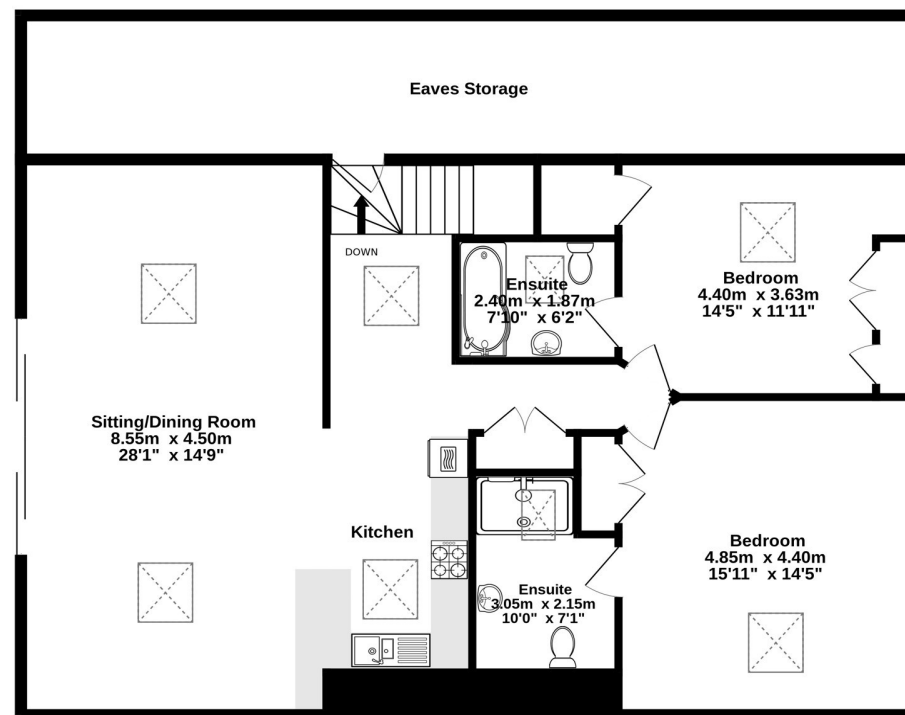 Eaves Storage
DOWN
Ensuite
2.40m x 1.87m
7'10" x 6'2"
Bedroom
4.40m x 3.63m
14'5" x 11'11"
Sitting/Dining Room
8.55m x 4.50m
28'1" x 14'9"
Kitchen
Bedroom
4.85m x 4.40m
15'11" x 14'5"
Ensuite
3.05m x 2.15m
10'0" x 7'1"